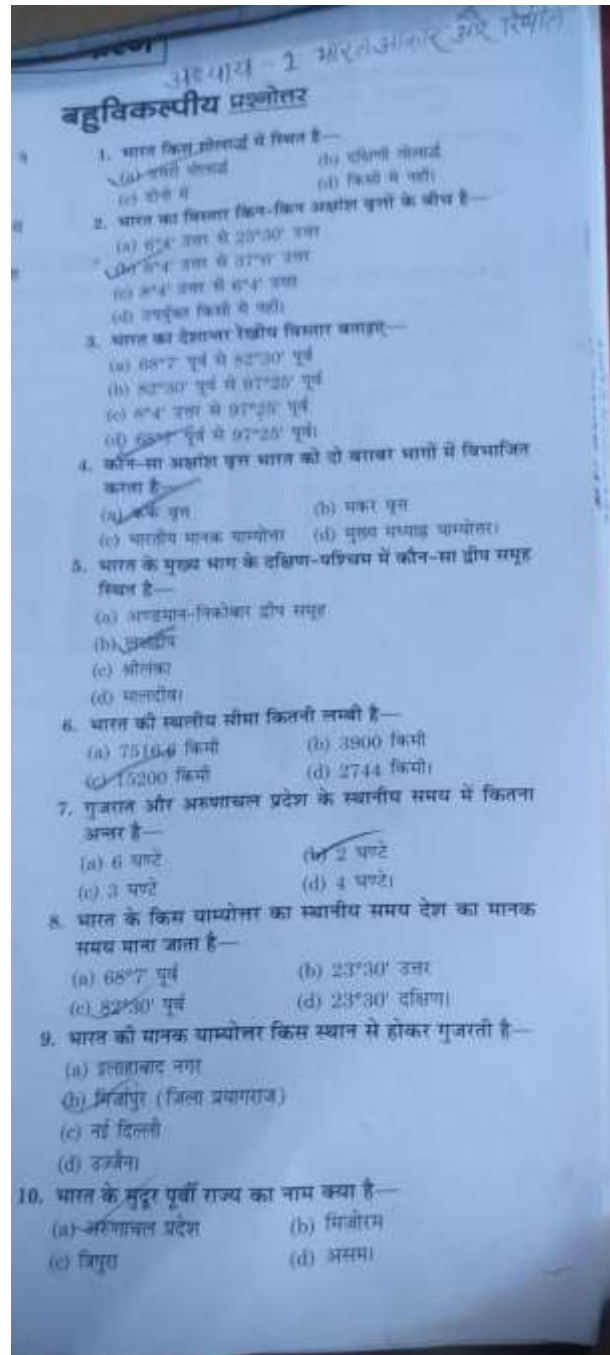 अध्याय - 1 भारत आकार और स्थिति
बहुविकल्पीय प्रश्नोत्तर
1. भारत किस गोलार्द्ध में स्थित है—
(a) उत्तरी गोलार्द्ध (b) दक्षिणी गोलार्द्ध
(c) दोनों में (d) किसी में नहीं।
2. भारत का विस्तार किन-किन अक्षांश वृत्तों के बीच है—
(a) 6°4' उत्तर से 23°30' उत्तर
(b) 8°4' उत्तर से 37°6' उत्तर
(c) 8°4' उत्तर से 6°4' उत्तर
(d) उपर्युक्त किसी में नहीं।
3. भारत का देशान्तर रेखीय विस्तार बताइए—
(a) 68°7' पूर्व से 82°30' पूर्व
(b) 82°30' पूर्व से 97°25' पूर्व
(c) 8°4' उत्तर से 97°25' पूर्व
(d) 68°7' पूर्व से 97°25' पूर्व।
4. कौन-सा अक्षांश वृत्त भारत को दो बराबर भागों में विभाजित
करता है—
(a) कर्क वृत्त (b) मकर वृत्त
(c) भारतीय मानक याम्योत्तर (d) मुख्य मध्याह्न याम्योत्तर।
5. भारत के मुख्य भाग के दक्षिण-पश्चिम में कौन-सा द्वीप समूह
स्थित है—
(a) अण्डमान-निकोबार द्वीप समूह
(b) लक्षद्वीप
(c) श्रीलंका
(d) मालदीव।
6. भारत की स्थलीय सीमा कितनी लम्बी है—
(a) 7516.6 किमी (b) 3900 किमी
(c) 15200 किमी (d) 2744 किमी।
7. गुजरात और अरुणाचल प्रदेश के स्थानीय समय में कितना
अन्तर है—
(a) 6 घण्टे (b) 2 घण्टे
(c) 3 घण्टे (d) 4 घण्टे।
8. भारत के किस याम्योत्तर का स्थानीय समय देश का मानक
समय माना जाता है—
(a) 68°7' पूर्व (b) 23°30' उत्तर
(c) 82°30' पूर्व (d) 23°30' दक्षिण।
9. भारत की मानक याम्योत्तर किस स्थान से होकर गुजरती है—
(a) इलाहाबाद नगर
(b) मिर्जापुर (जिला प्रयागराज)
(c) नई दिल्ली
(d) उज्जैन।
10. भारत के सुदूर पूर्वी राज्य का नाम क्या है—
(a) अरुणाचल प्रदेश (b) मिजोरम
(c) त्रिपुरा (d) असम।